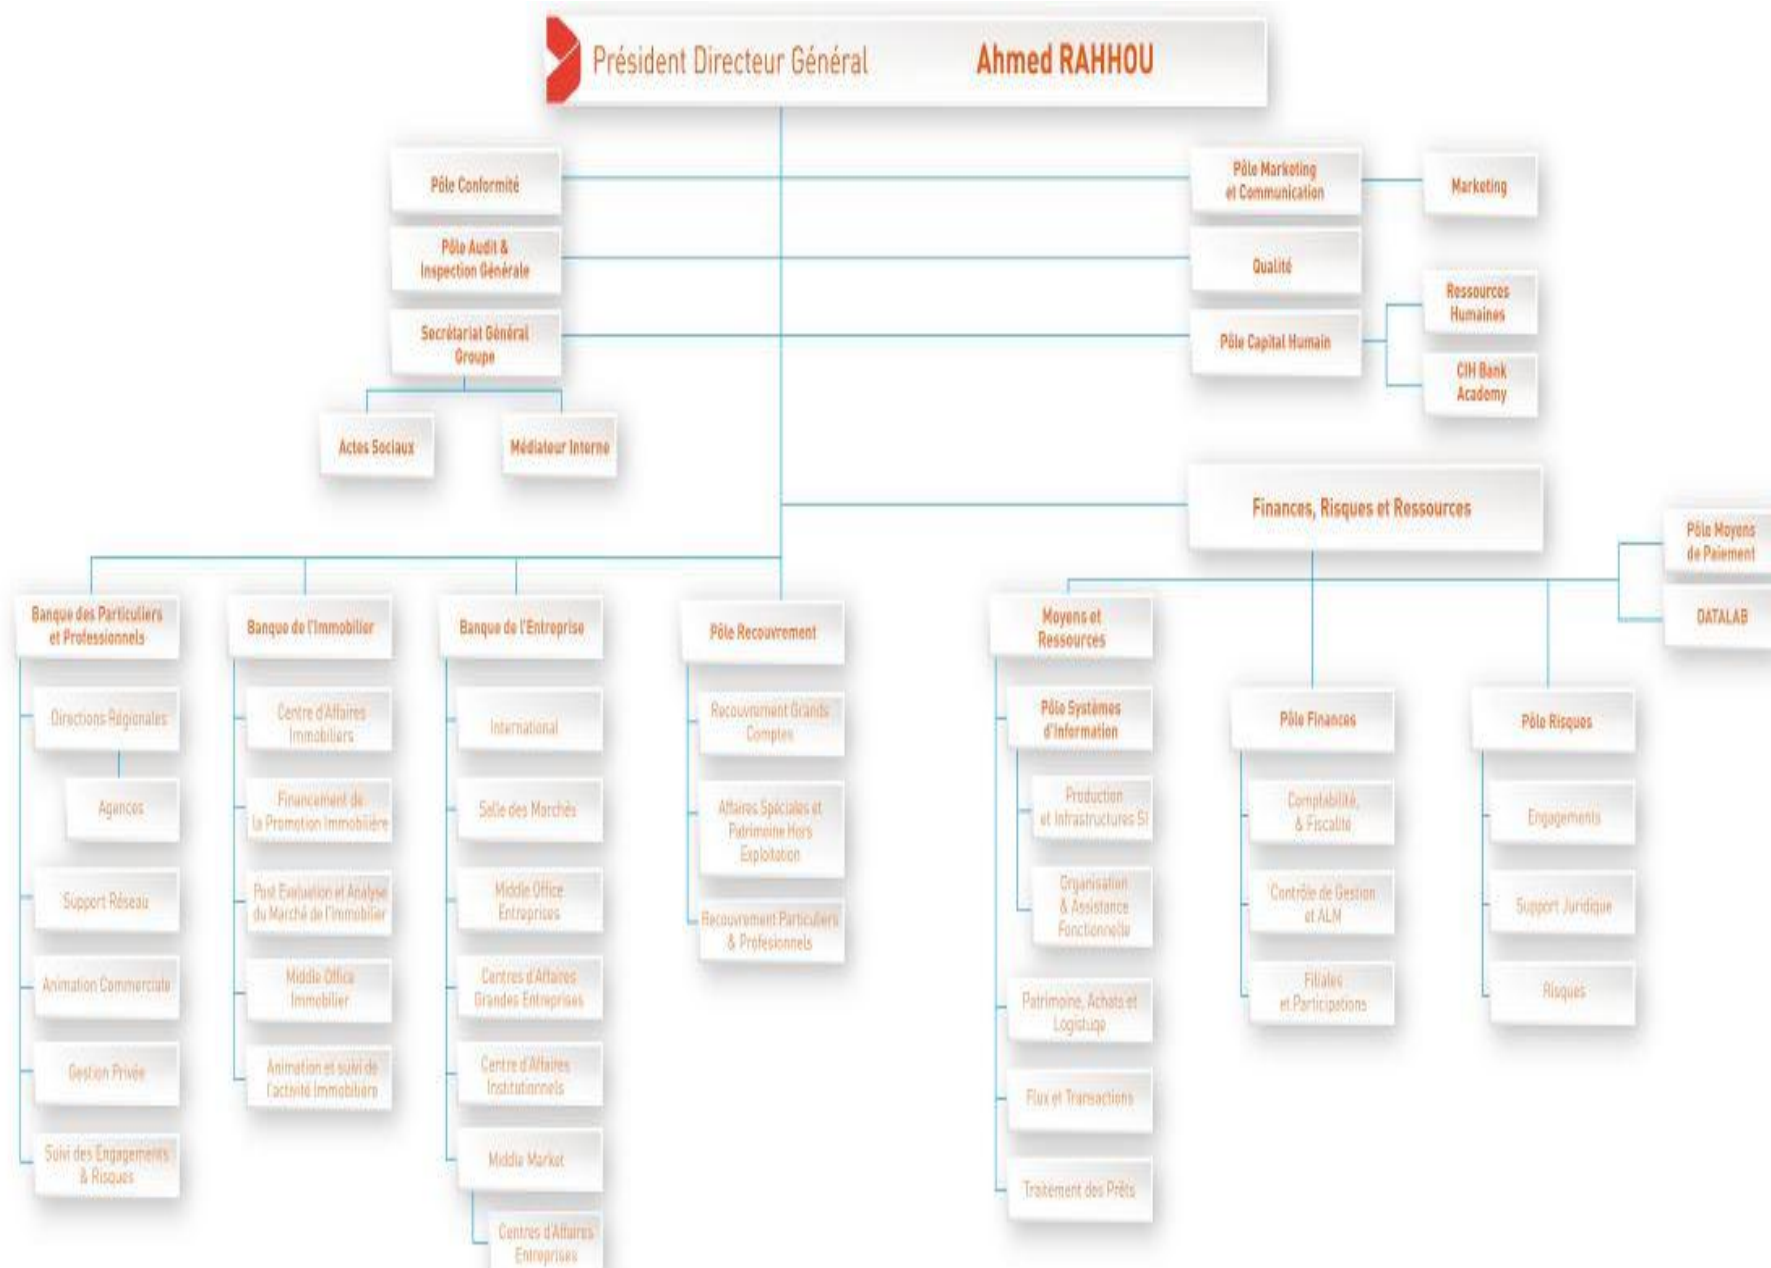 Président Directeur Général Ahmed RAHHOU
Pôle Conformité
Pôle Marketing
et Communication
Marketing
Pôle Audit &
Inspection Générale
Qualité
Secrétariat Général
Groupe
Pôle Capital Humain
Ressources
Humaines
CIH Bank
Academy
Actes Sociaux
Médiateur Interne
Finances, Risques et Ressources
Pôle Moyens
de Paiement
DATALAB
Banque des Particuliers
et Professionnels
Directions Régionales
Agences
Support Réseau
Animation Commerciale
Gestion Privée
Suivi des Engagements
& Risques
Banque de l'Immobilier
Centre d'Affaires
Immobiliers
Financement de
la Promotion Immobilière
Post Evaluation et Analyse
du Marché de l'Immobilier
Middle Office
Immobilier
Animation et suivi de
l'activité Immobilière
Banque de l'Entreprise
International
Salle des Marchés
Middle Office
Entreprises
Centres d'Affaires
Grandes Entreprises
Centre d'Affaires
Institutionnels
Middle Market
Centres d'Affaires
Entreprises
Pôle Recouvrement
Recouvrement Grands
Comptes
Affaires Spéciales et
Patrimoine Hors
Exploitation
Recouvrement Particuliers
& Profesionnels
Moyens et
Ressources
Pôle Systèmes
d'Information
Production
et Infrastructures SI
Organisation
& Assistance
Fonctionnelle
Patrimoine, Achats et
Logistuqe
Flux et Transactions
Traitement des Prêts
Pôle Finances
Comptabilité,
& Fiscalité
Contrôle de Gestion
et ALM
Filiales
et Participations
Pôle Risques
Engagements
Support Juridique
Risques